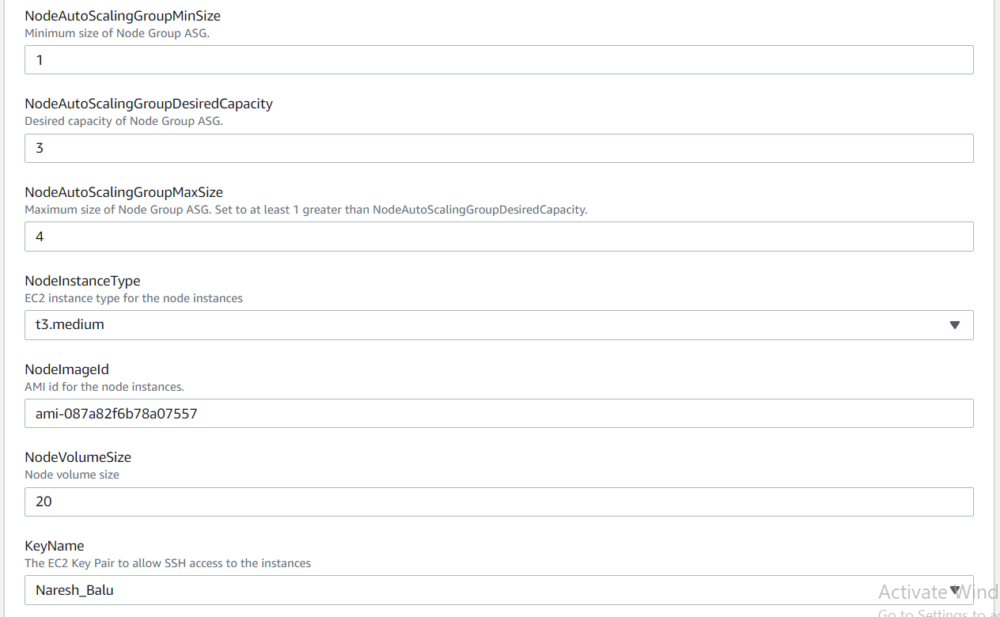 NodeAutoScalingGroupMinSize
Minimum size of Node Group ASG.
1
NodeAutoScalingGroupDesiredCapacity
Desired capacity of Node Group ASG.
3
NodeAutoScalingGroupMaxSize
Maximum size of Node Group ASG. Set to at least 1 greater than NodeAutoScalingGroupDesiredCapacity.
4
NodeInstanceType
EC2 instance type for the node instances
t3.medium
NodeImageId
AMI id for the node instances.
ami-087a82f6b78a07557
NodeVolumeSize
Node volume size
20
KeyName
The EC2 Key Pair to allow SSH access to the instances
Naresh_Balu
Activate Wind
Go to Settings to a